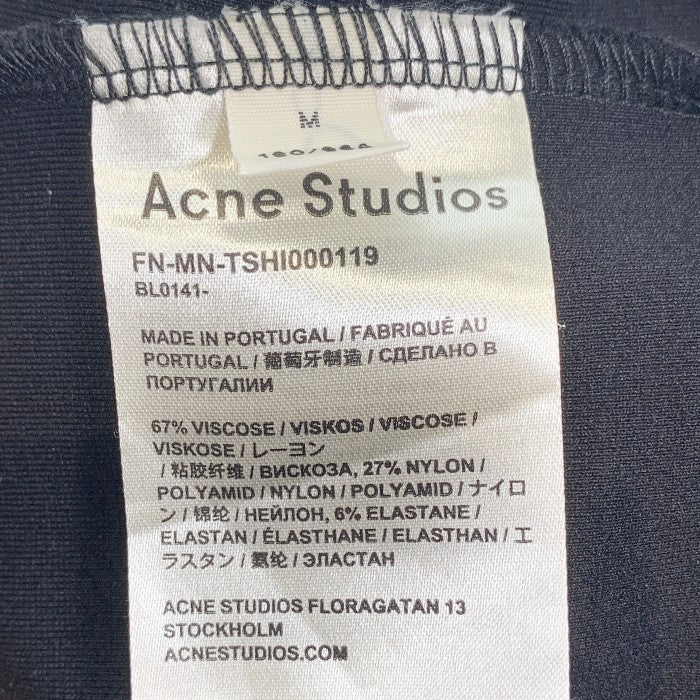 M
Acne Studios
FN-MN-TSHI000119
BL0141-
MADE IN PORTUGAL / FABRIQUÉ AU
PORTUGAL / 葡萄牙制造 / СДЕЛАНО В
ПОРТУГАЛИИ
67% VISCOSE / VISKOS / VISCOSE /
VISKOSE / レーヨン
/ 粘胶纤维 / ВИСКОЗА, 27% NYLON /
POLYAMID / NYLON / POLYAMID / ナイロ
ン / 锦纶 / НЕЙЛОН, 6% ELASTANE /
ELASTAN / ÉLASTHANE / ELASTHAN / エ
ラスタン / 氨纶 / ЭЛАСТАН
ACNE STUDIOS FLORAGATAN 13
STOCKHOLM
ACNESTUDIOS.COM